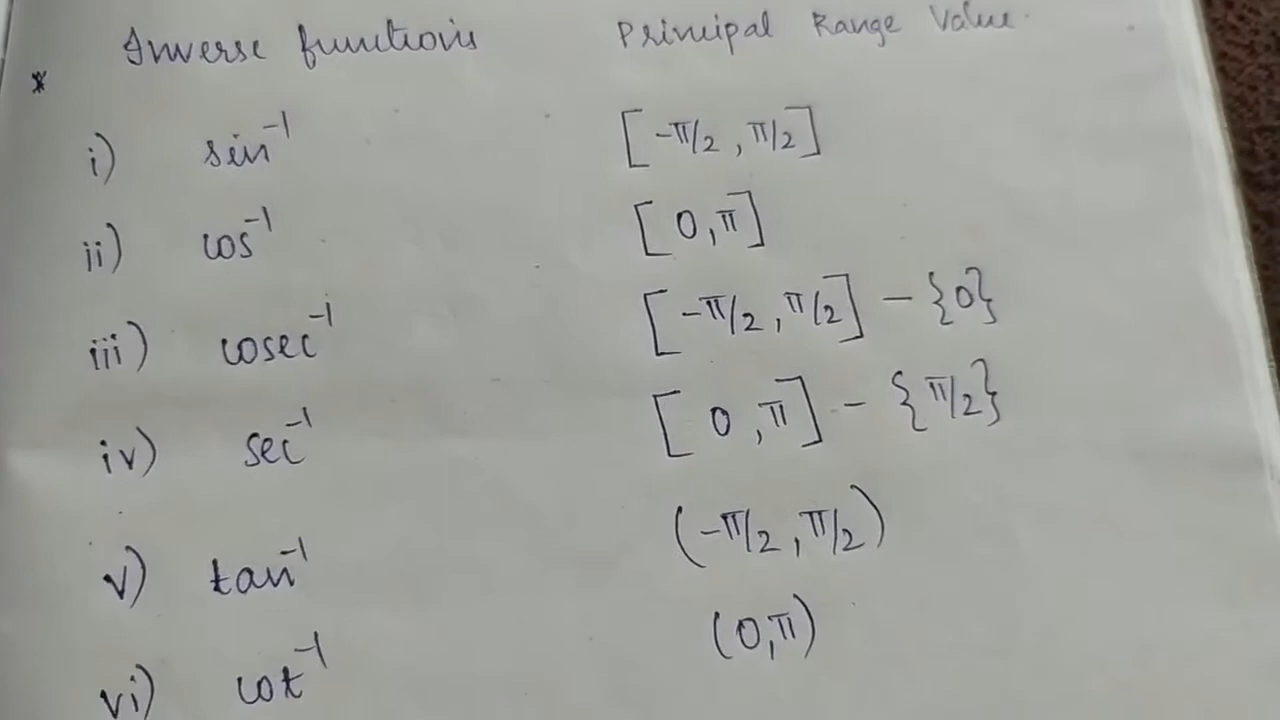 Inverse functions Principal Range Value.
*
i) sin⁻¹ [-π/2, π/2]
ii) cos⁻¹ [0, π]
iii) cosec⁻¹ [-π/2, π/2] - {0}
iv) sec⁻¹ [0, π] - {π/2}
v) tan⁻¹ (-π/2, π/2)
vi) cot⁻¹ (0, π)